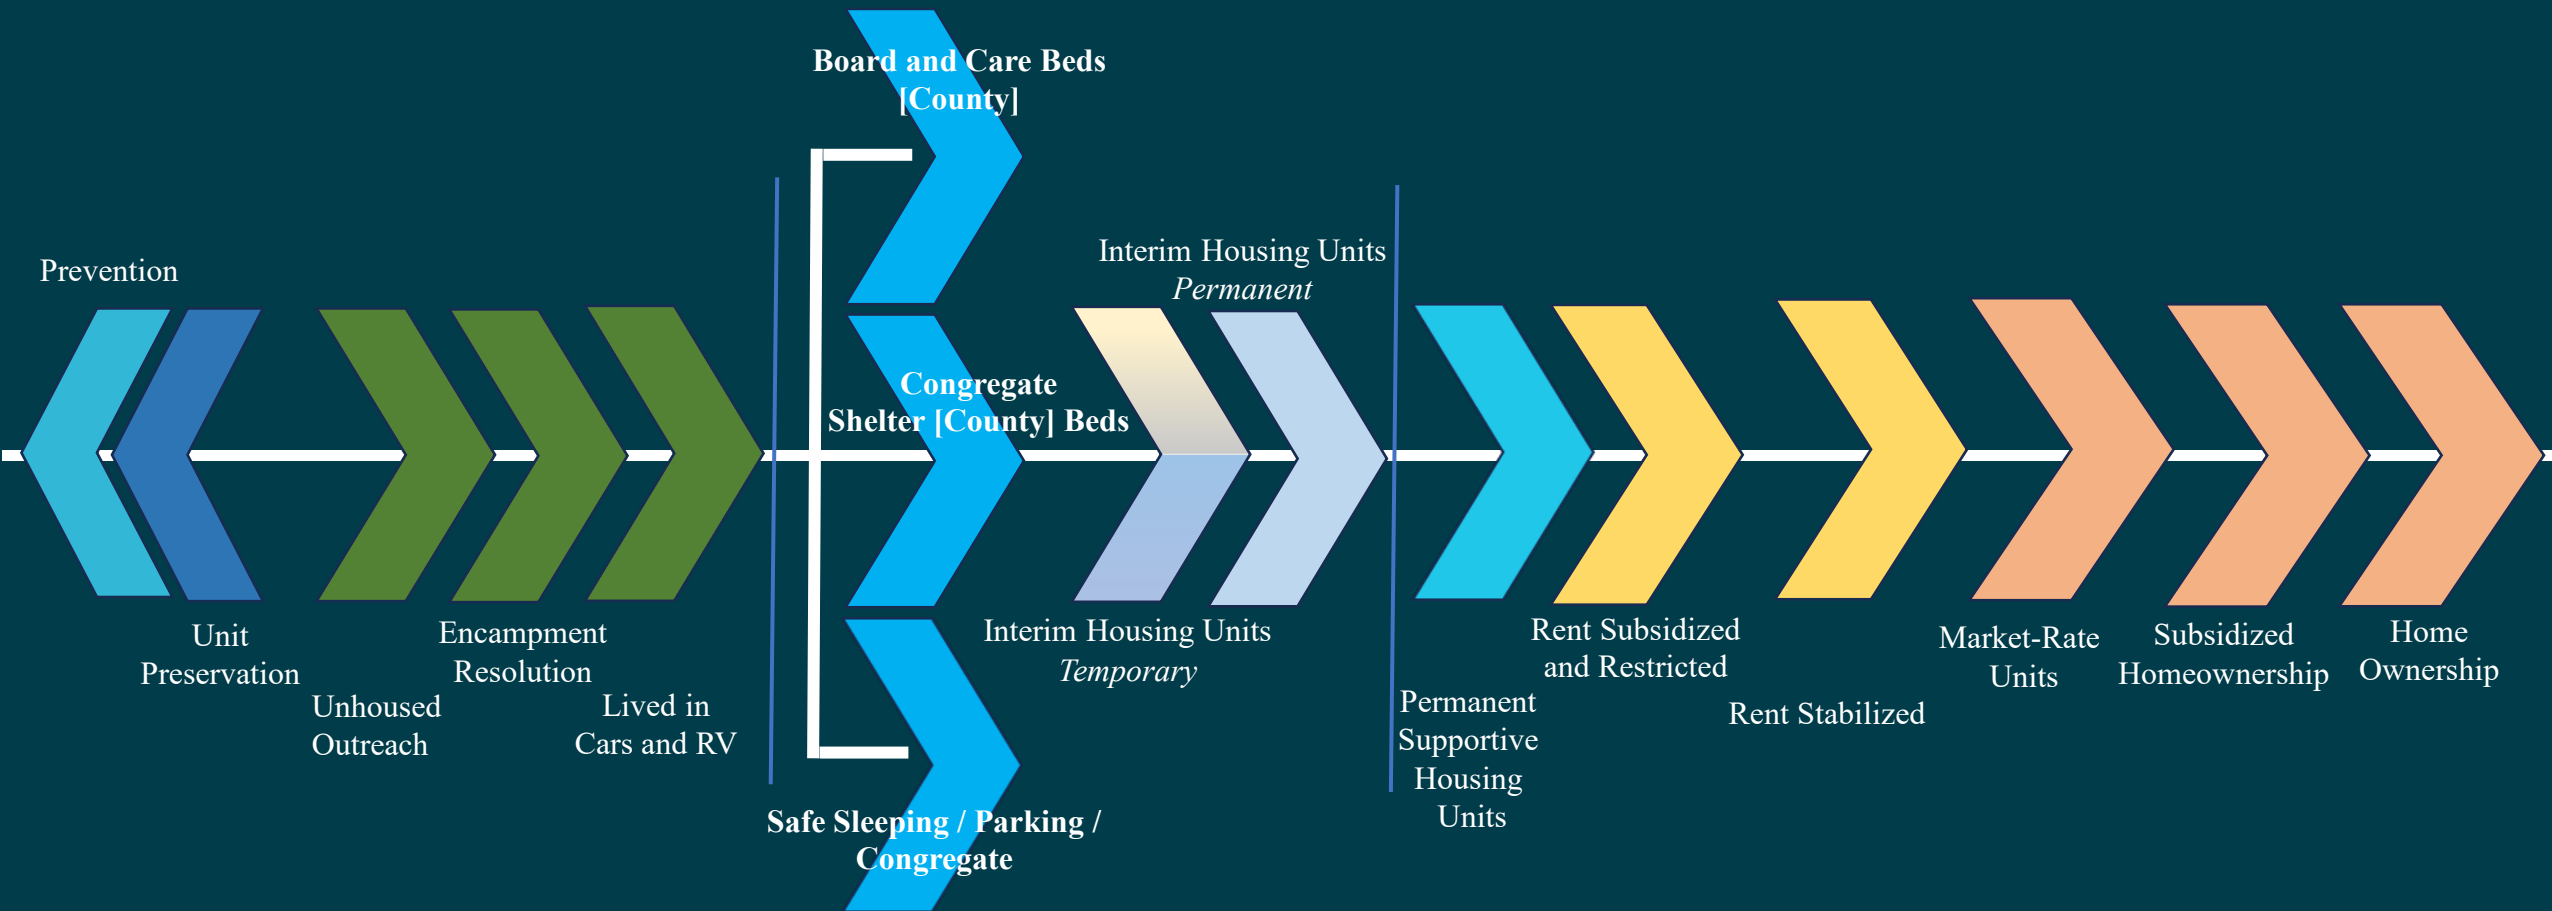 Prevention
Unit
Preservation
Unhoused
Outreach
Encampment
Resolution
Lived in
Cars and RV
Board and Care Beds
[County]
Congregate
Shelter [County] Beds
Safe Sleeping / Parking /
Congregate
Interim Housing Units
Temporary
Interim Housing Units
Permanent
Permanent
Supportive
Housing
Units
Rent Subsidized
and Restricted
Rent Stabilized
Market-Rate
Units
Subsidized
Homeownership
Home
Ownership